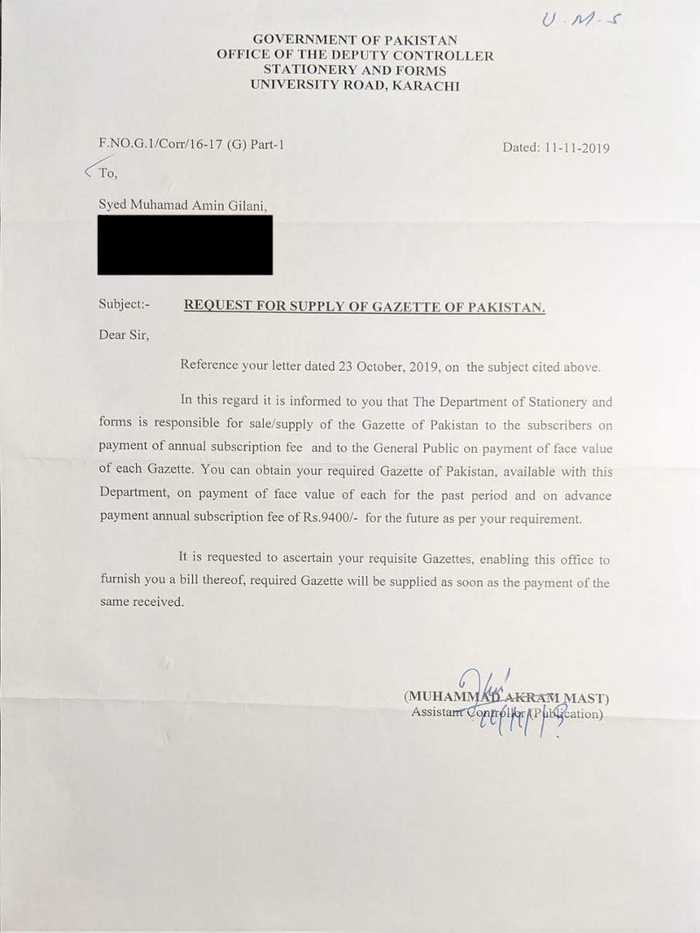 U.M.S
GOVERNMENT OF PAKISTAN
OFFICE OF THE DEPUTY CONTROLLER
STATIONERY AND FORMS
UNIVERSITY ROAD, KARACHI
F.NO.G.1/Corr/16-17 (G) Part-1
Dated: 11-11-2019
To,
Syed Muhamad Amin Gilani,
Subject:- REQUEST FOR SUPPLY OF GAZETTE OF PAKISTAN.
Dear Sir,
Reference your letter dated 23 October, 2019, on the subject cited above.
In this regard it is informed to you that The Department of Stationery and
forms is responsible for sale/supply of the Gazette of Pakistan to the subscribers on
payment of annual subscription fee and to the General Public on payment of face value
of each Gazette. You can obtain your required Gazette of Pakistan, available with this
Department, on payment of face value of each for the past period and on advance
payment annual subscription fee of Rs.9400/- for the future as per your requirement.
It is requested to ascertain your requisite Gazettes, enabling this office to
furnish you a bill thereof, required Gazette will be supplied as soon as the payment of the
same received.
(MUHAMMAD AKRAM MAST)
Assistant Controller (Publication)